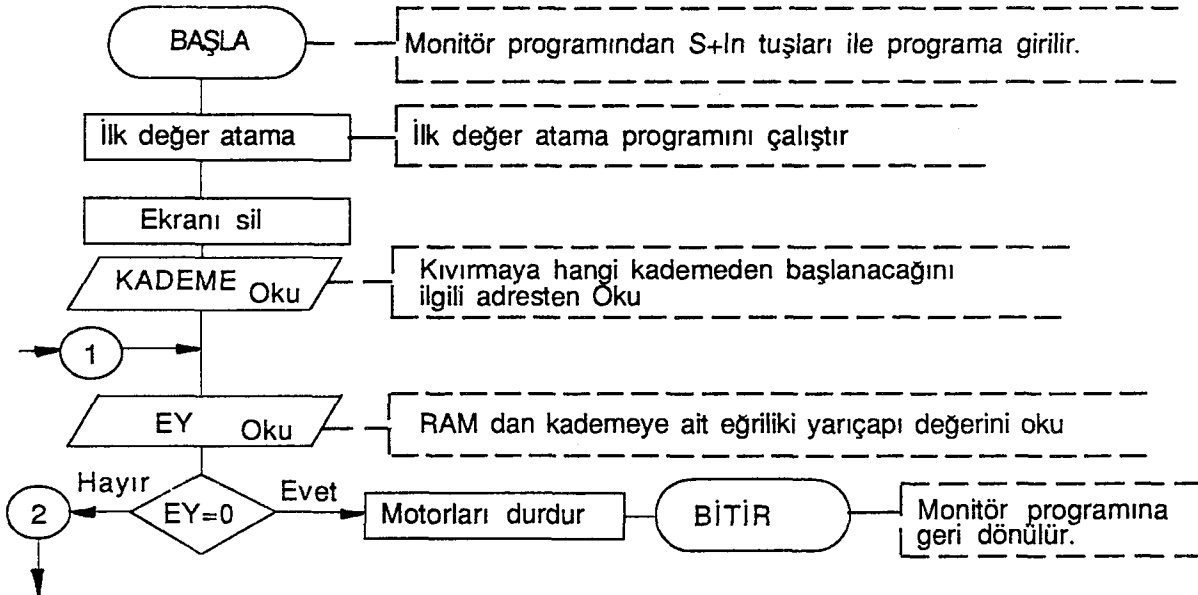 BAŞLA
Monitör programından S+In tuşları ile programa girilir.
İlk değer atama
İlk değer atama programını çalıştır
Ekranı sil
KADEME Oku
Kıvırmaya hangi kademeden başlanacağını
ilgili adresten Oku
1
EY Oku
RAM dan kademeye ait eğriliki yarıçapı değerini oku
Hayır
Evet
2
EY=0
Motorları durdur
BİTİR
Monitör programına
geri dönülür.